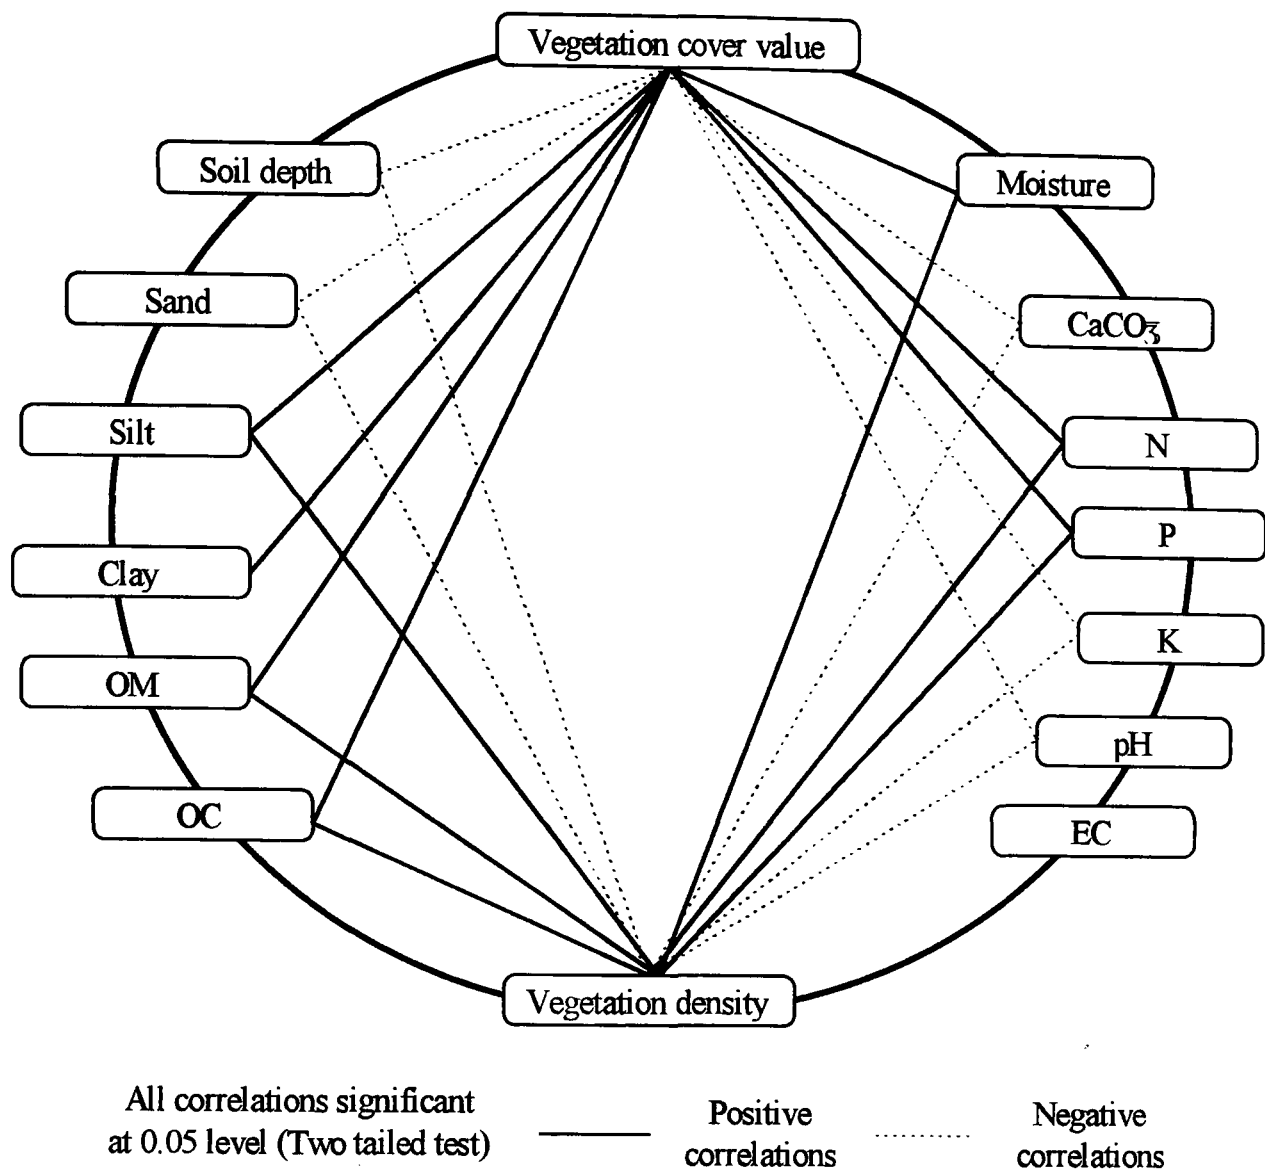 Vegetation cover value
Soil depth
Moisture
Sand
CaCO3
Silt
N
P
Clay
K
OM
pH
OC
EC
Vegetation density
All correlations significant
at 0.05 level (Two tailed test)
Positive
correlations
Negative
correlations